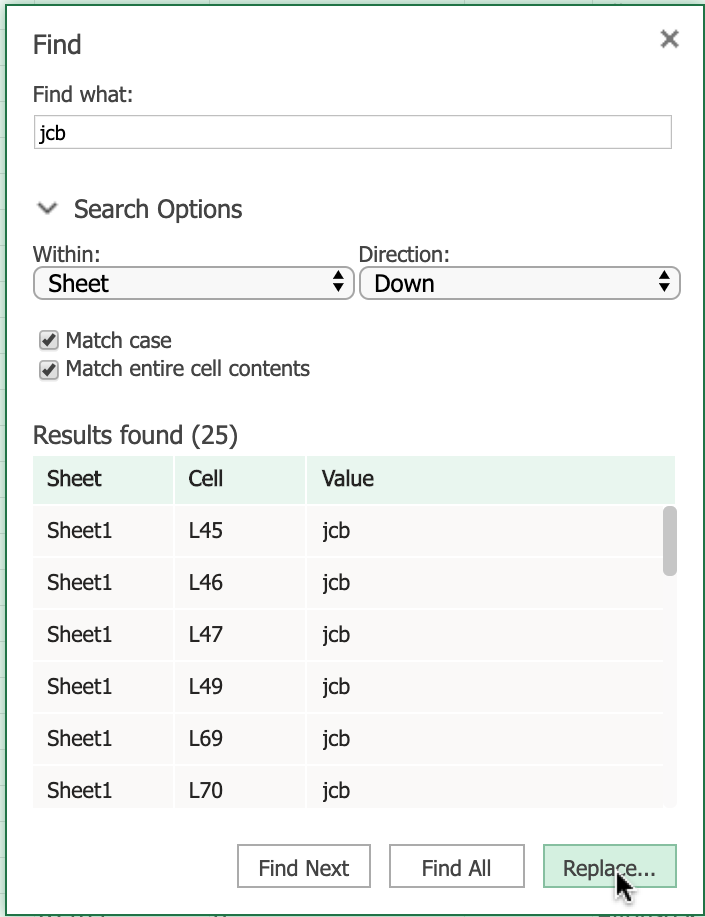 Find
Find what:
jcb
Search Options
Within: Direction:
Sheet Down
Match case
Match entire cell contents
Results found (25)
Sheet Cell Value
Sheet1 L45 jcb
Sheet1 L46 jcb
Sheet1 L47 jcb
Sheet1 L49 jcb
Sheet1 L69 jcb
Sheet1 L70 jcb
Find Next Find All Replace...